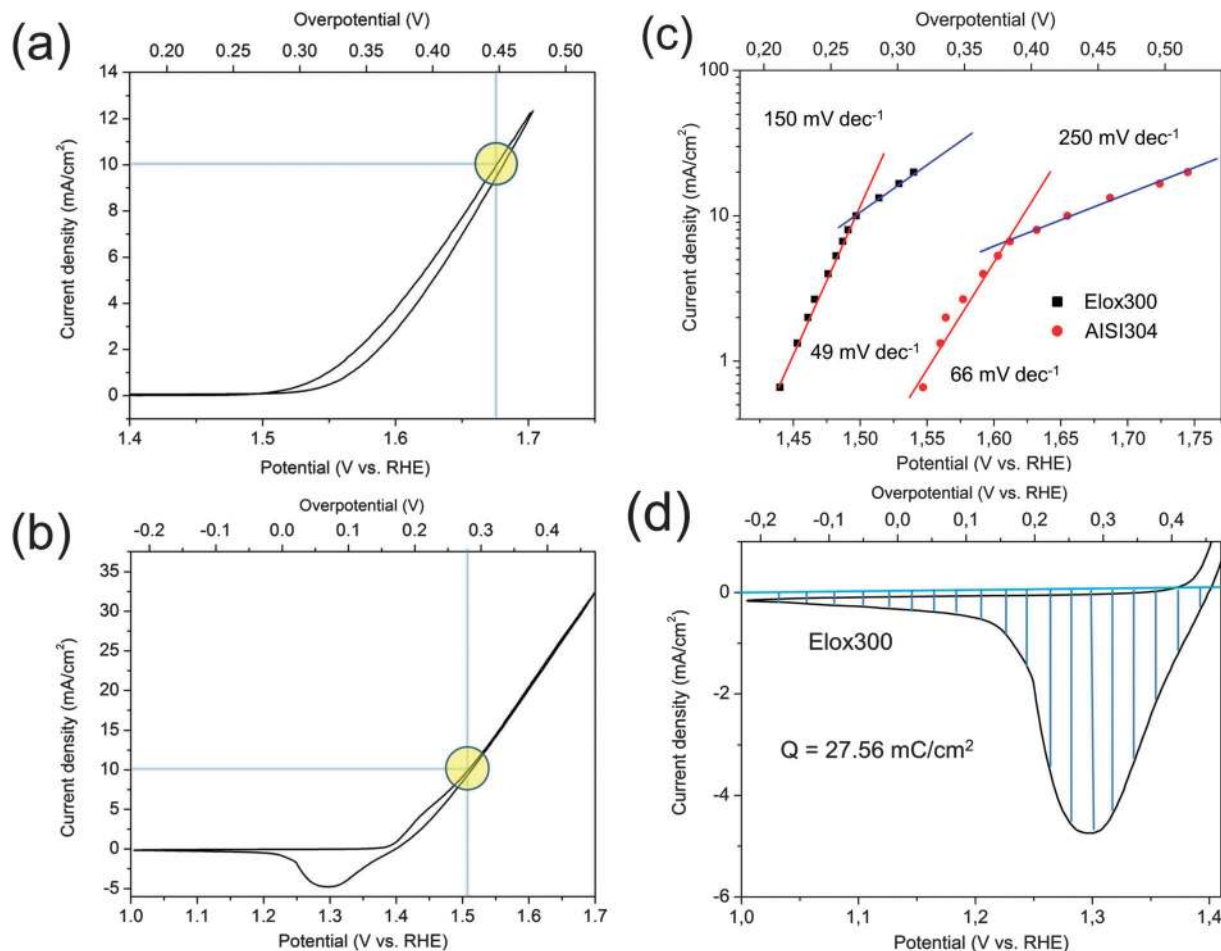 (a)
Overpotential (V)
0,20 0,25 0,30 0,35 0,40 0,45 0,50
14
12
10
8
6
4
2
0
Current density (mA/cm²)
1.4 1.5 1.6 1.7
Potential (V vs. RHE)
(c)
Overpotential (V)
0,20 0,25 0,30 0,35 0,40 0,45 0,50
100
10
1
Current density (mA/cm²)
150 mV dec⁻¹
250 mV dec⁻¹
Elox300
AISI304
49 mV dec⁻¹
66 mV dec⁻¹
1,45 1,50 1,55 1,60 1,65 1,70 1,75
Potential (V vs. RHE)
(b)
Overpotential (V)
-0.2 -0.1 0.0 0.1 0.2 0.3 0.4
35
30
25
20
15
10
5
0
-5
Current density (mA/cm²)
1.0 1.1 1.2 1.3 1.4 1.5 1.6 1.7
Potential (V vs. RHE)
(d)
Overpotential (V vs. RHE)
-0,2 -0,1 0,0 0,1 0,2 0,3 0,4
0
-2
-4
-6
Current density (mA/cm²)
Elox300
Q = 27.56 mC/cm²
1,0 1,1 1,2 1,3 1,4
Potential (V vs. RHE)